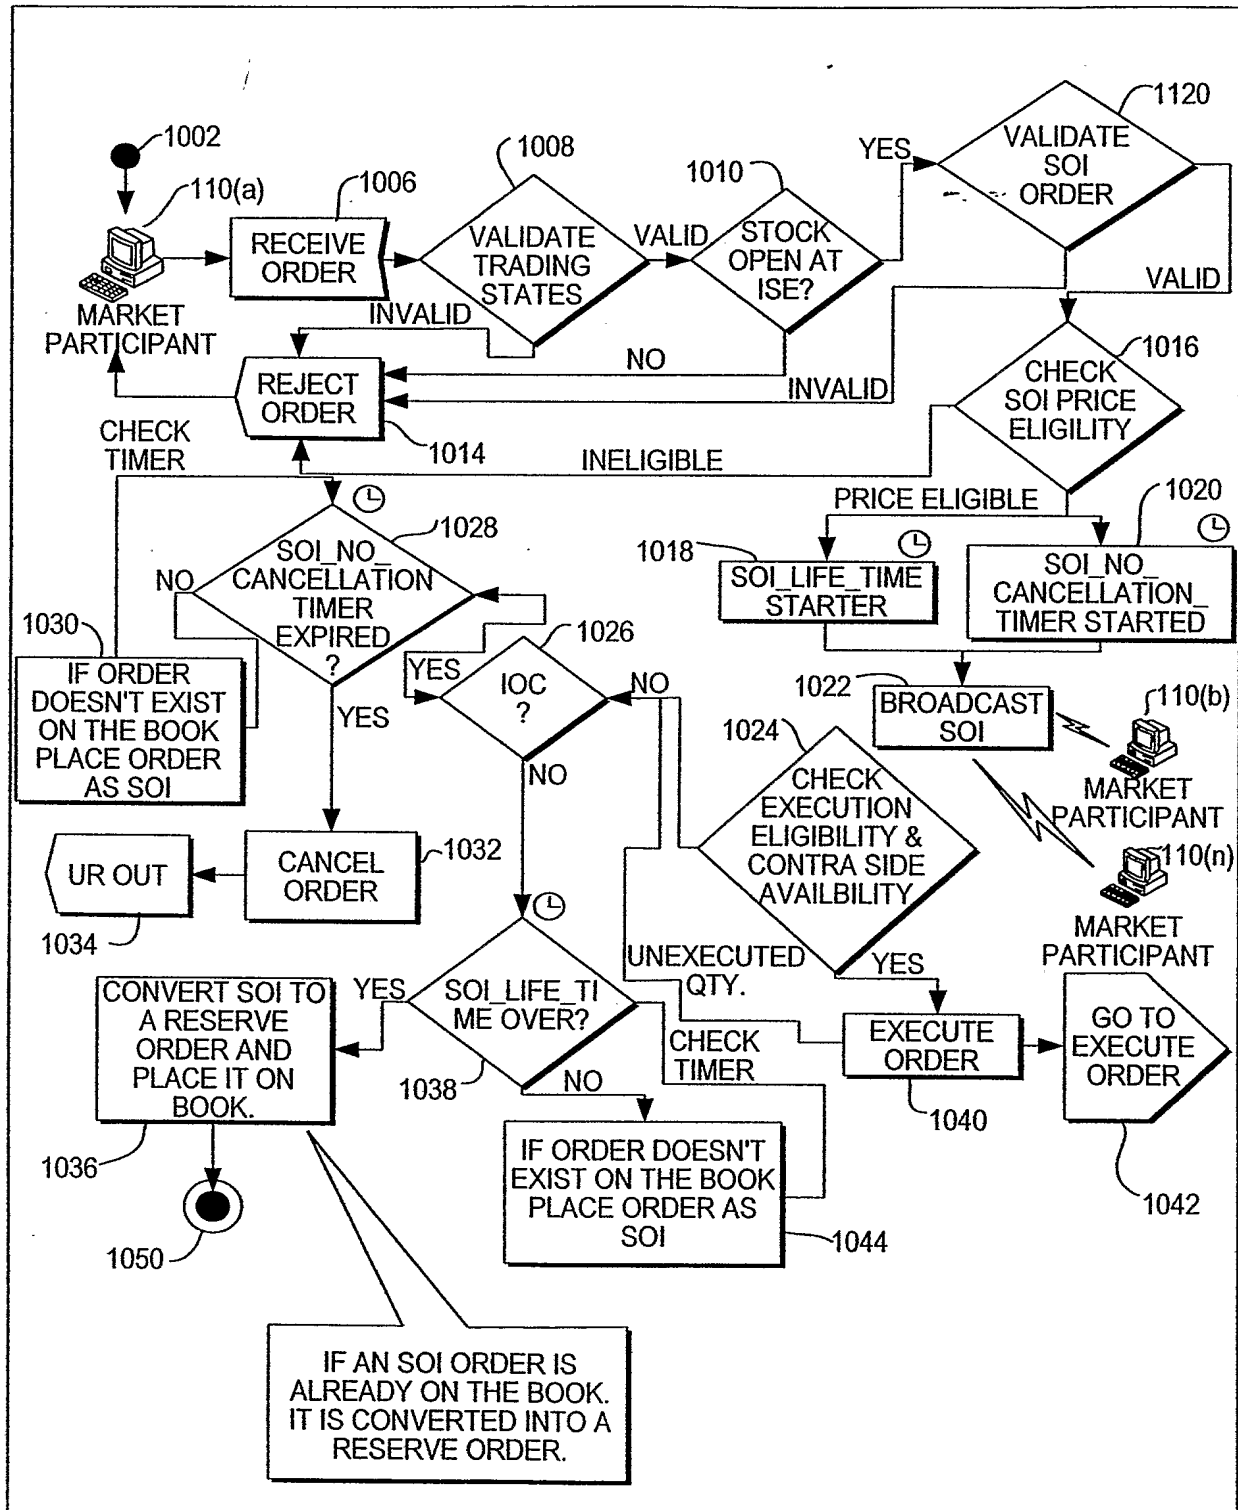 1002
110(a)
MARKET
PARTICIPANT
1006
RECEIVE
ORDER
1008
VALIDATE
TRADING
STATES
VALID
INVALID
1010
STOCK
OPEN AT
ISE?
YES
NO
1120
VALIDATE
SOI
ORDER
VALID
INVALID
REJECT
ORDER
1014
1016
CHECK
SOI PRICE
ELIGILITY
INELIGIBLE
PRICE ELIGIBLE
CHECK
TIMER
1028
SOI_NO_
CANCELLATION
TIMER
EXPIRED
?
NO
YES
1030
IF ORDER
DOESN'T EXIST
ON THE BOOK
PLACE ORDER
AS SOI
1018
SOI_LIFE_TIME
STARTER
1020
SOI_NO_
CANCELLATION_
TIMER STARTED
1022
BROADCAST
SOI
110(b)
MARKET
PARTICIPANT
110(n)
MARKET
PARTICIPANT
1026
IOC
?
YES
NO
NO
1024
CHECK
EXECUTION
ELIGIBILITY &
CONTRA SIDE
AVAILBILITY
YES
UNEXECUTED
QTY.
CANCEL
ORDER
1032
UR OUT
1034
CONVERT SOI TO
A RESERVE
ORDER AND
PLACE IT ON
BOOK.
1036
YES
SOI_LIFE_TI
ME OVER?
1038
NO
CHECK
TIMER
EXECUTE
ORDER
1040
GO TO
EXECUTE
ORDER
1042
IF ORDER DOESN'T
EXIST ON THE BOOK
PLACE ORDER AS
SOI
1044
1050
IF AN SOI ORDER IS
ALREADY ON THE BOOK.
IT IS CONVERTED INTO A
RESERVE ORDER.